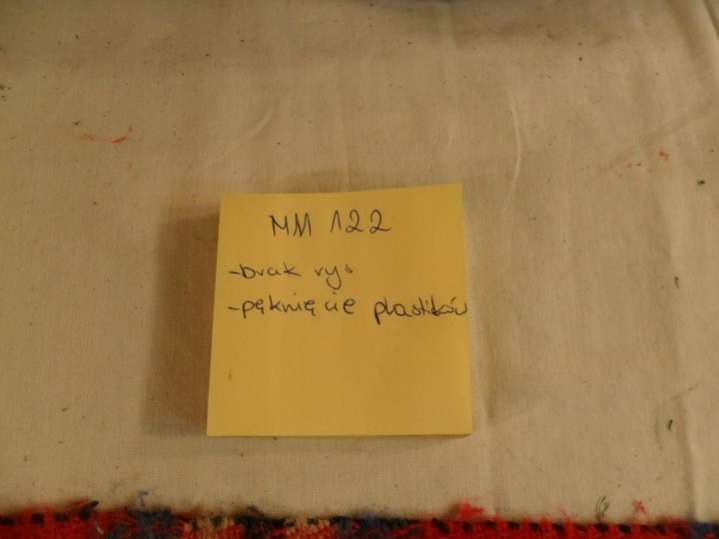 MM 122
-brak rys
-pęknięcie plastików